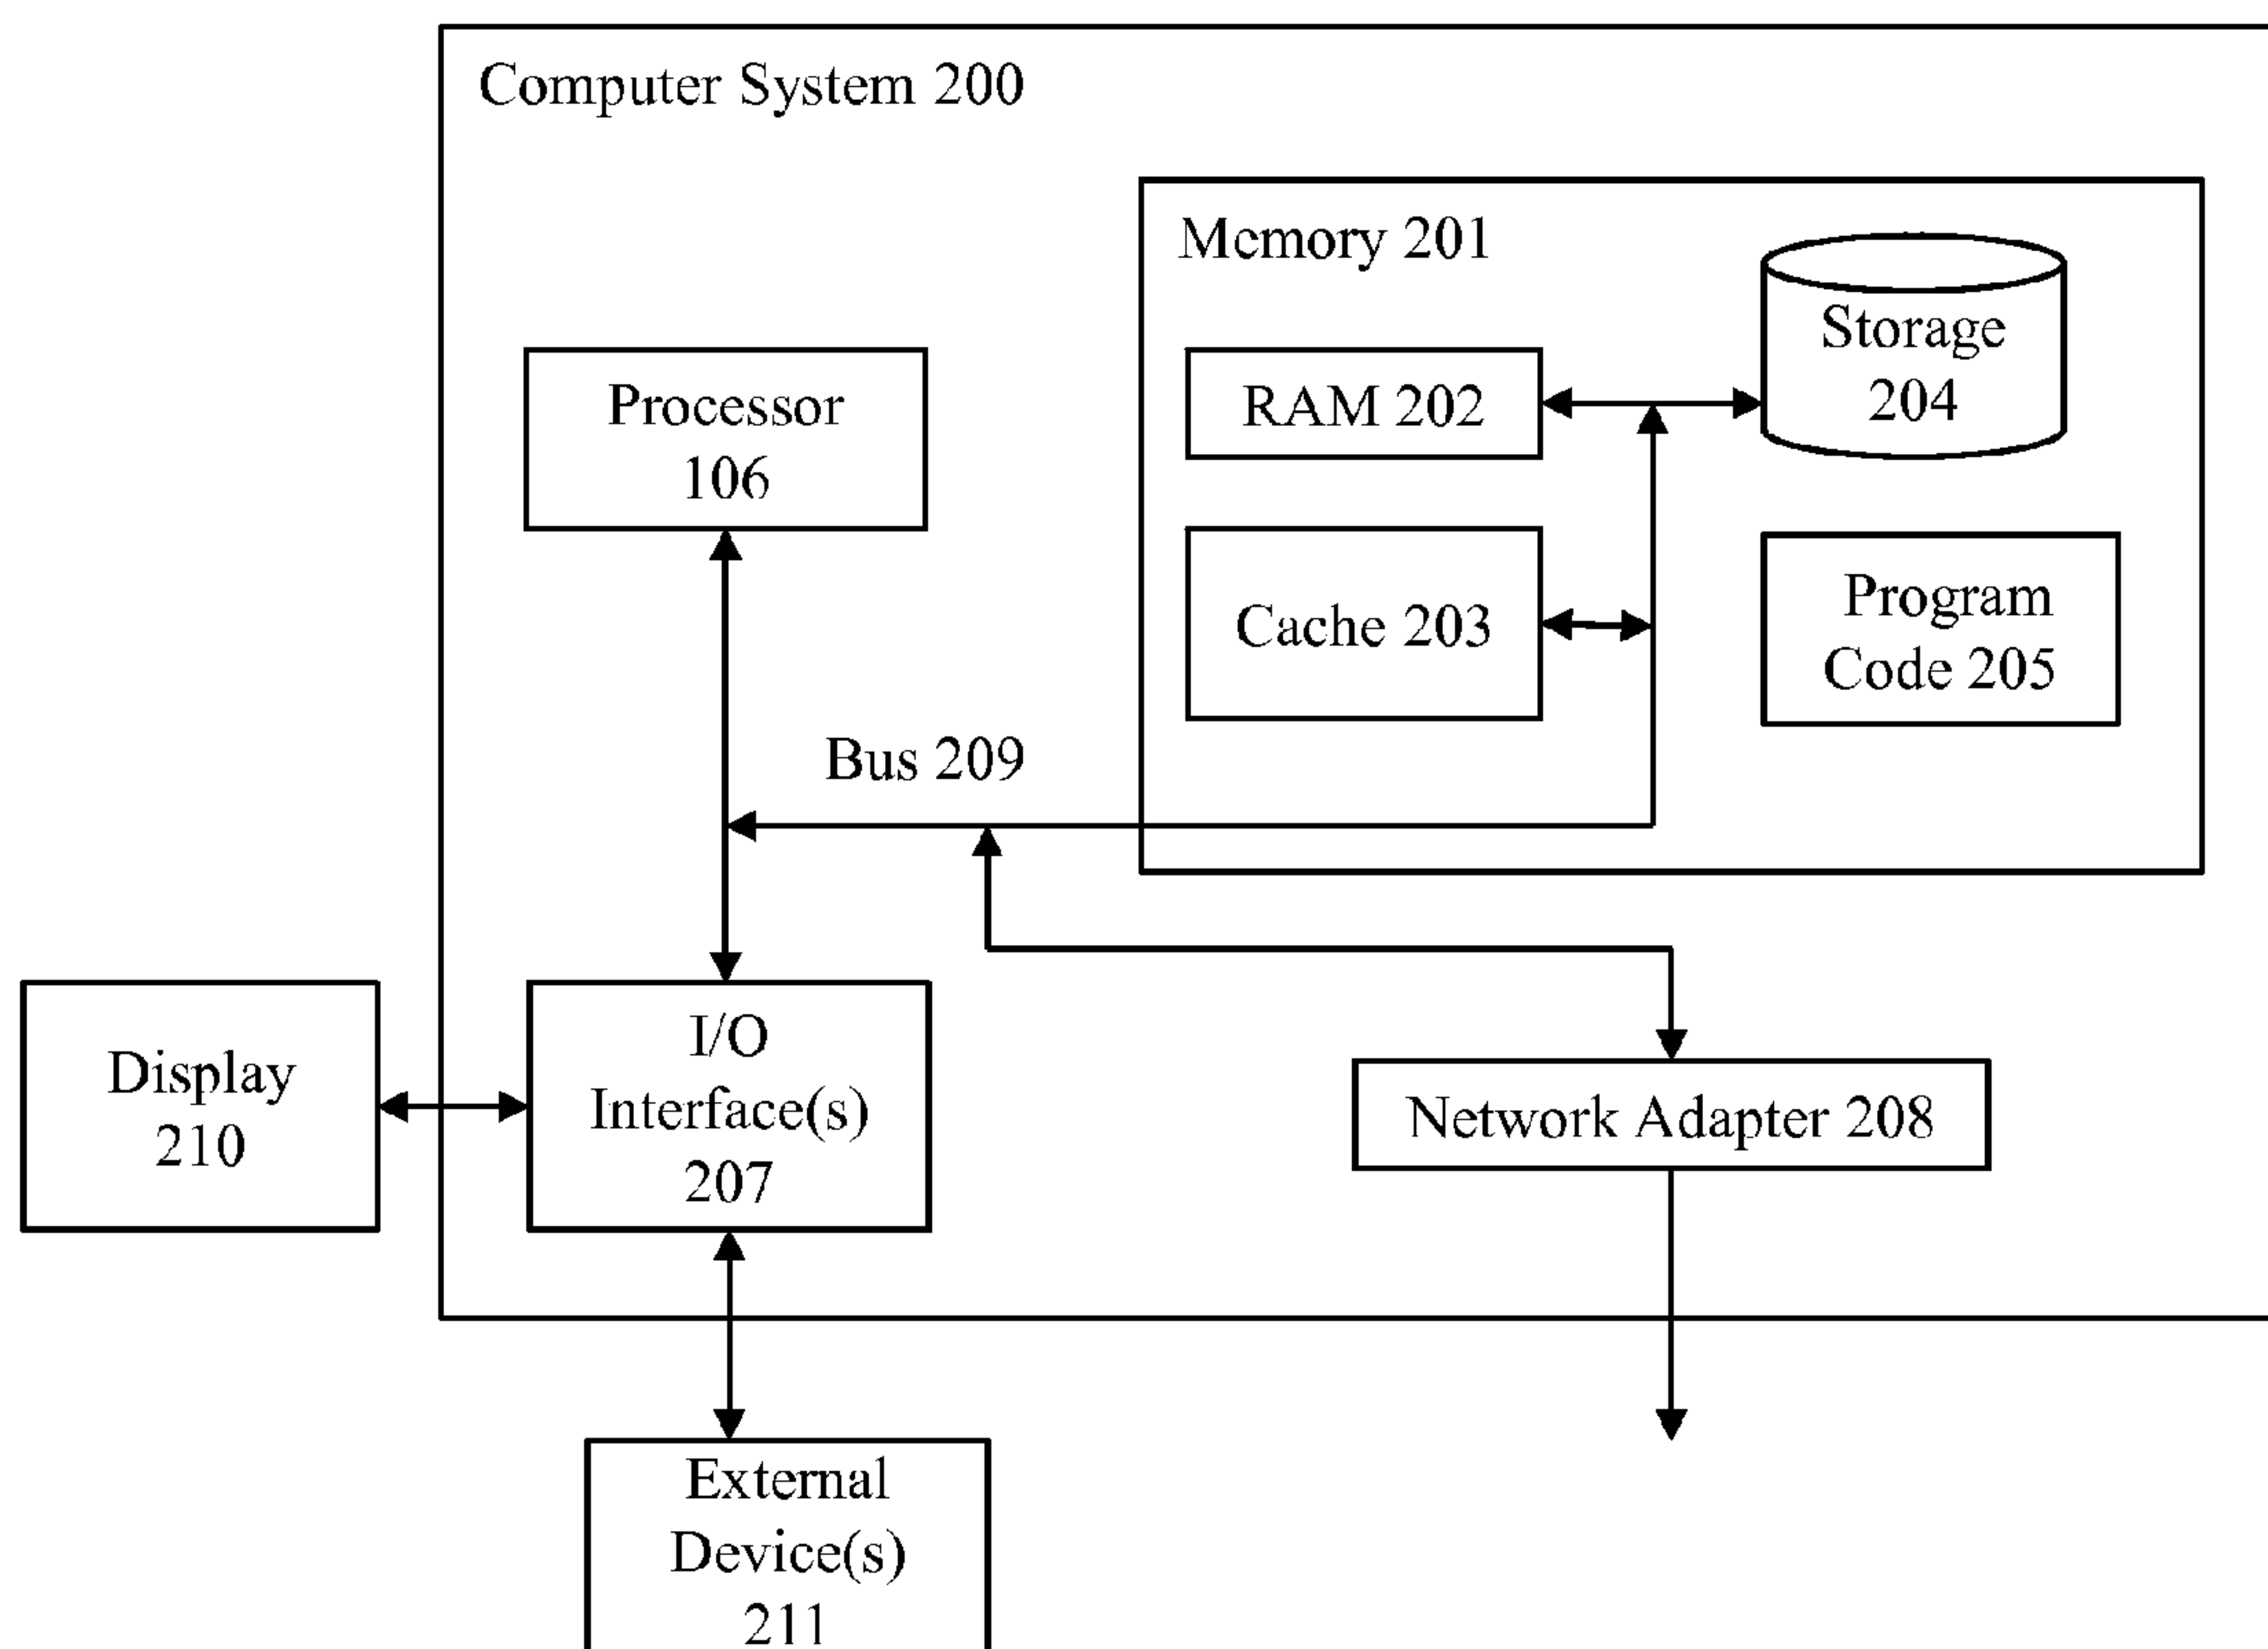 Computer System 200
Memory 201
Storage
204
Processor
106
RAM 202
Cache 203
Program
Code 205
Bus 209
I/O
Interface(s)
207
Display
210
Network Adapter 208
External
Device(s)
211